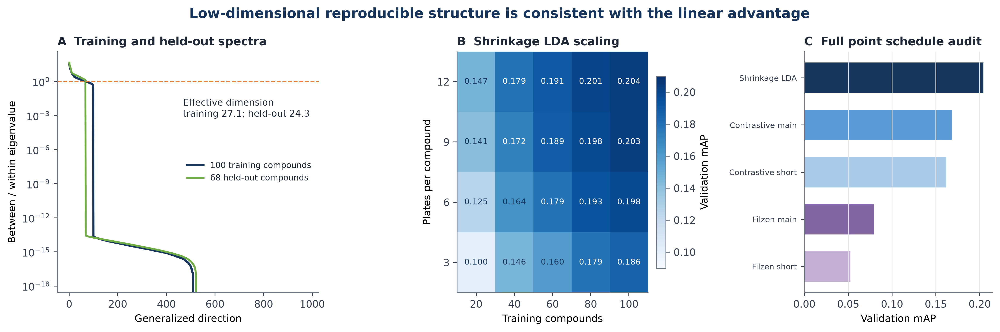 Low-dimensional reproducible structure is consistent with the linear advantage
A Training and held-out spectra
Between / within eigenvalue
10⁰
10⁻³
10⁻⁶
10⁻⁹
10⁻¹²
10⁻¹⁵
10⁻¹⁸
Effective dimension
training 27.1; held-out 24.3
100 training compounds
68 held-out compounds
0 200 400 600 800 1000
Generalized direction
B Shrinkage LDA scaling
Plates per compound
12 0.147 0.179 0.191 0.201 0.204
9 0.141 0.172 0.189 0.198 0.203
6 0.125 0.164 0.179 0.193 0.198
3 0.100 0.146 0.160 0.179 0.186
20 40 60 80 100
Training compounds
0.20
0.18
0.16
0.14
0.12
0.10
Validation mAP
C Full point schedule audit
Shrinkage LDA
Contrastive main
Contrastive short
Filzen main
Filzen short
0.00 0.05 0.10 0.15 0.20
Validation mAP